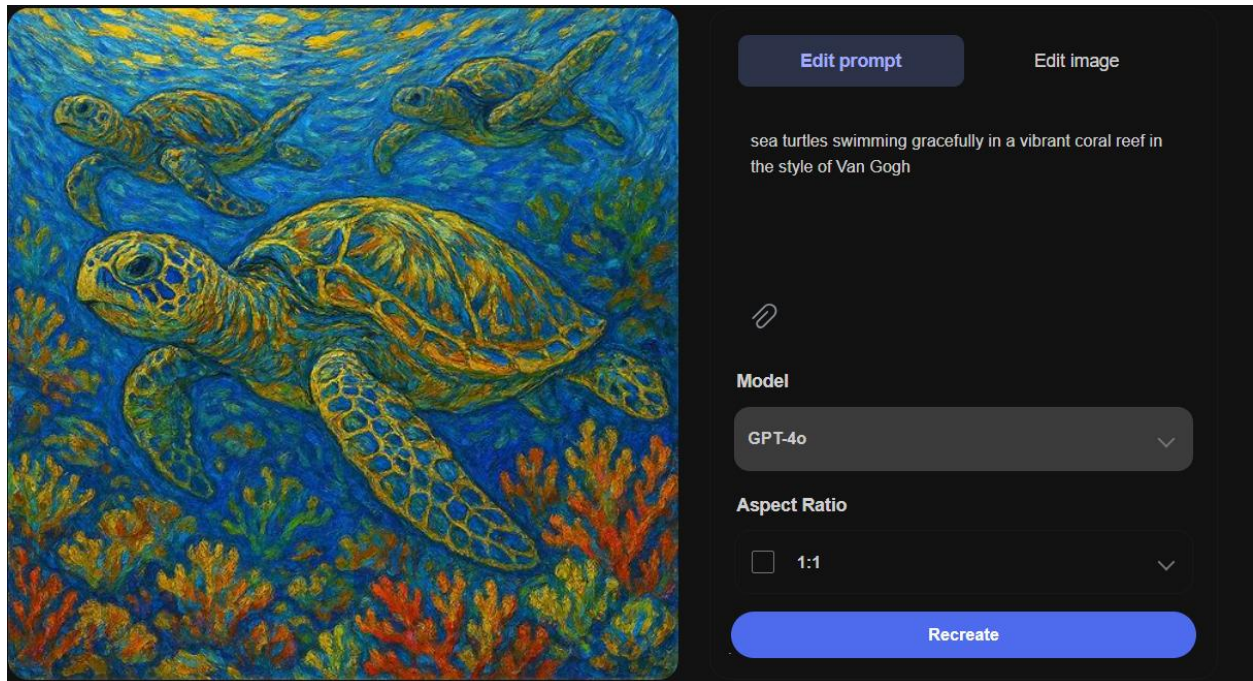 Edit prompt
Edit image
sea turtles swimming gracefully in a vibrant coral reef in
the style of Van Gogh
Model
GPT-4o
Aspect Ratio
1:1
Recreate